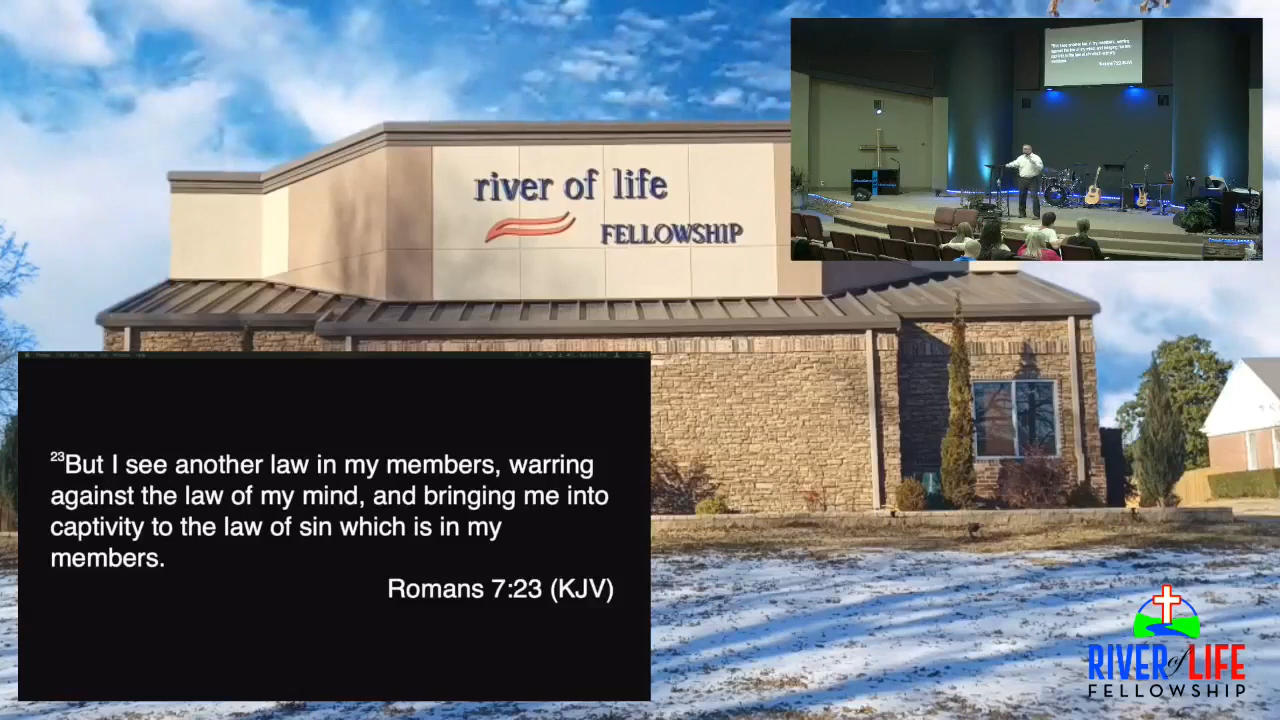 river of life
FELLOWSHIP
23But I see another law in my members, warring
against the law of my mind, and bringing me into
captivity to the law of sin which is in my
members.
Romans 7:23 (KJV)
RIVER of LIFE
FELLOWSHIP